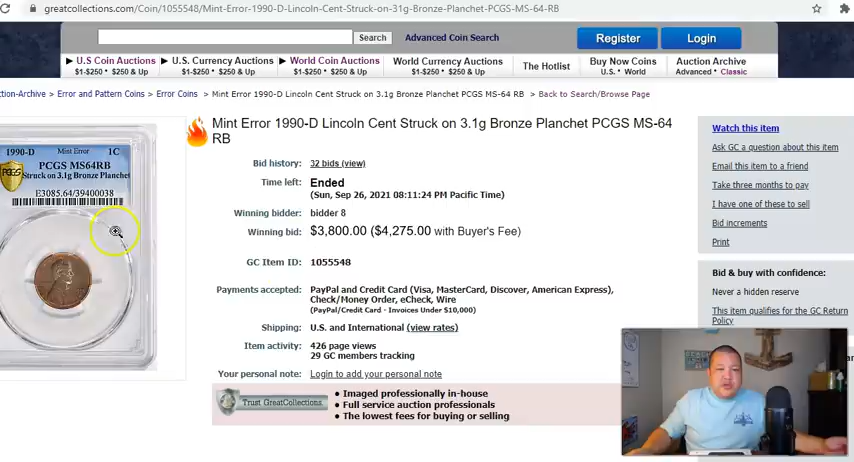 greatcollections.com/Coin/1055548/Mint-Error-1990-D-Lincoln-Cent-Struck-on-31g-Bronze-Planchet-PCGS-MS-64-RB
Search Advanced Coin Search Register Login
▶ U.S Coin Auctions ▶ U.S. Currency Auctions ▶ World Coin Auctions World Currency Auctions The Hotlist Buy Now Coins Auction Archive
$1-$250 • $250 & Up $1-$250 • $250 & Up $1-$250 • $250 & Up $1-$250 • $250 & Up U.S. • World Advanced • Classic
ction-Archive > Error and Pattern Coins > Error Coins > Mint Error 1990-D Lincoln Cent Struck on 3.1g Bronze Planchet PCGS MS-64 RB > Back to Search/Browse Page
Mint Error 1990-D Lincoln Cent Struck on 3.1g Bronze Planchet PCGS MS-64
RB
Bid history: 32 bids (view)
Time left: Ended
(Sun, Sep 26, 2021 08:11:24 PM Pacific Time)
Winning bidder: bidder 8
Winning bid: $3,800.00 ($4,275.00 with Buyer's Fee)
GC Item ID: 1055548
Payments accepted: PayPal and Credit Card (Visa, MasterCard, Discover, American Express),
Check/Money Order, eCheck, Wire
(PayPal/Credit Card - Invoices Under $10,000)
Shipping: U.S. and International (view rates)
Item activity: 426 page views
29 GC members tracking
Your personal note: Login to add your personal note
Trust GreatCollections.
• Imaged professionally in-house
• Full service auction professionals
• The lowest fees for buying or selling
1990-D Mint Error 1C
PCGS MS64RB
Struck on 3.1g Bronze Planchet
E3085.64/39400038
Watch this item
Ask GC a question about this item
Email this item to a friend
Take three months to pay
I have one of these to sell
Bid increments
Print
Bid & buy with confidence:
Never a hidden reserve
This item qualifies for the GC Return
Policy